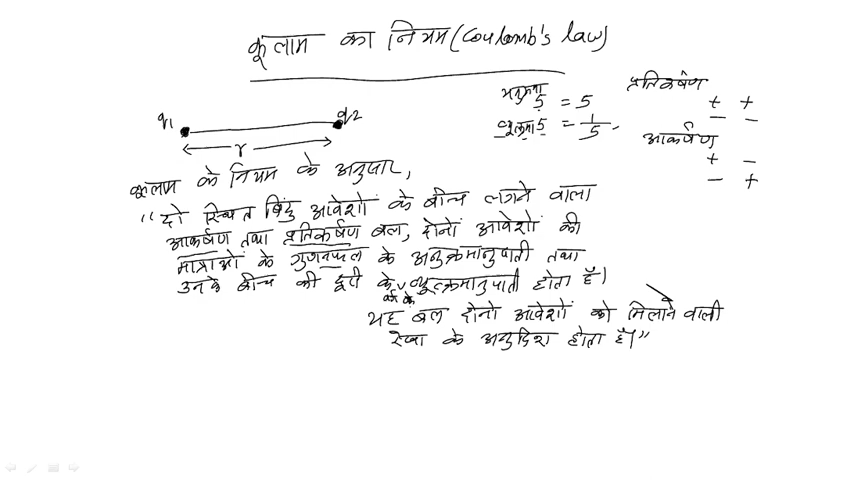 कूलाम का नियम (Coulomb's law)
q1 q2
r
अनुक्रमा 5 = 5
व्युत्क्रमा 5 = 1/5
प्रतिकर्षण
+ +
- -
आकर्षण
+ -
- +
कूलाम के नियम के अनुसार,
"दो स्थित बिंदु आवेशों के बीच लगने वाला
आकर्षण तथा प्रतिकर्षण बल, दोनों आवेशों की
मात्राओं के गुणनफल के अनुक्रमानुपाती तथा
उनके बीच की दूरी के वर्ग के व्युत्क्रमानुपाती होता है।
यह बल दोनो आवेशों को मिलाने वाली
रेखा के अनुदिश होता है।"